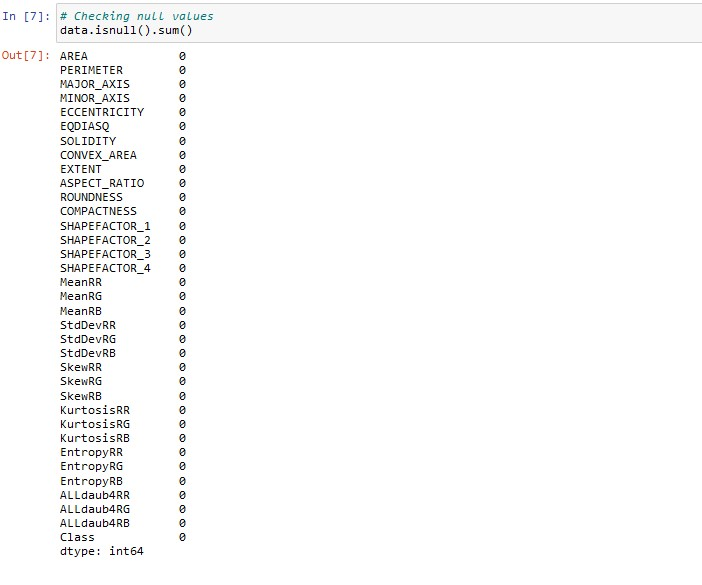 In [7]: # Checking null values
data.isnull().sum()
Out[7]: AREA 0
PERIMETER 0
MAJOR_AXIS 0
MINOR_AXIS 0
ECCENTRICITY 0
EQDIASQ 0
SOLIDITY 0
CONVEX_AREA 0
EXTENT 0
ASPECT_RATIO 0
ROUNDNESS 0
COMPACTNESS 0
SHAPEFACTOR_1 0
SHAPEFACTOR_2 0
SHAPEFACTOR_3 0
SHAPEFACTOR_4 0
MeanRR 0
MeanRG 0
MeanRB 0
StdDevRR 0
StdDevRG 0
StdDevRB 0
SkewRR 0
SkewRG 0
SkewRB 0
KurtosisRR 0
KurtosisRG 0
KurtosisRB 0
EntropyRR 0
EntropyRG 0
EntropyRB 0
ALLdaub4RR 0
ALLdaub4RG 0
ALLdaub4RB 0
Class 0
dtype: int64